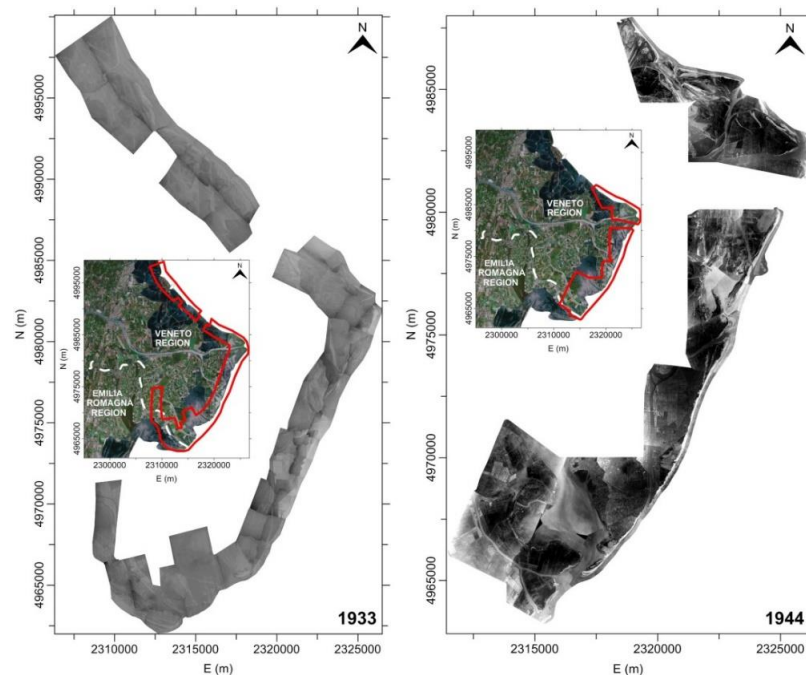 N
4995000
4990000
4985000
4980000
4975000
4970000
4965000
N (m)
2310000
2315000
2320000
2325000
E (m)
1933
N
4995000
4985000
4975000
4965000
N (m)
VENETO
REGION
EMILIA
ROMAGNA
REGION
2300000
2310000
2320000
E (m)
N
4985000
4980000
4975000
4970000
4965000
N (m)
2315000
2320000
2325000
E (m)
1944
N
4995000
4985000
4975000
4965000
N (m)
VENETO
REGION
EMILIA
ROMAGNA
REGION
2300000
2310000
2320000
E (m)